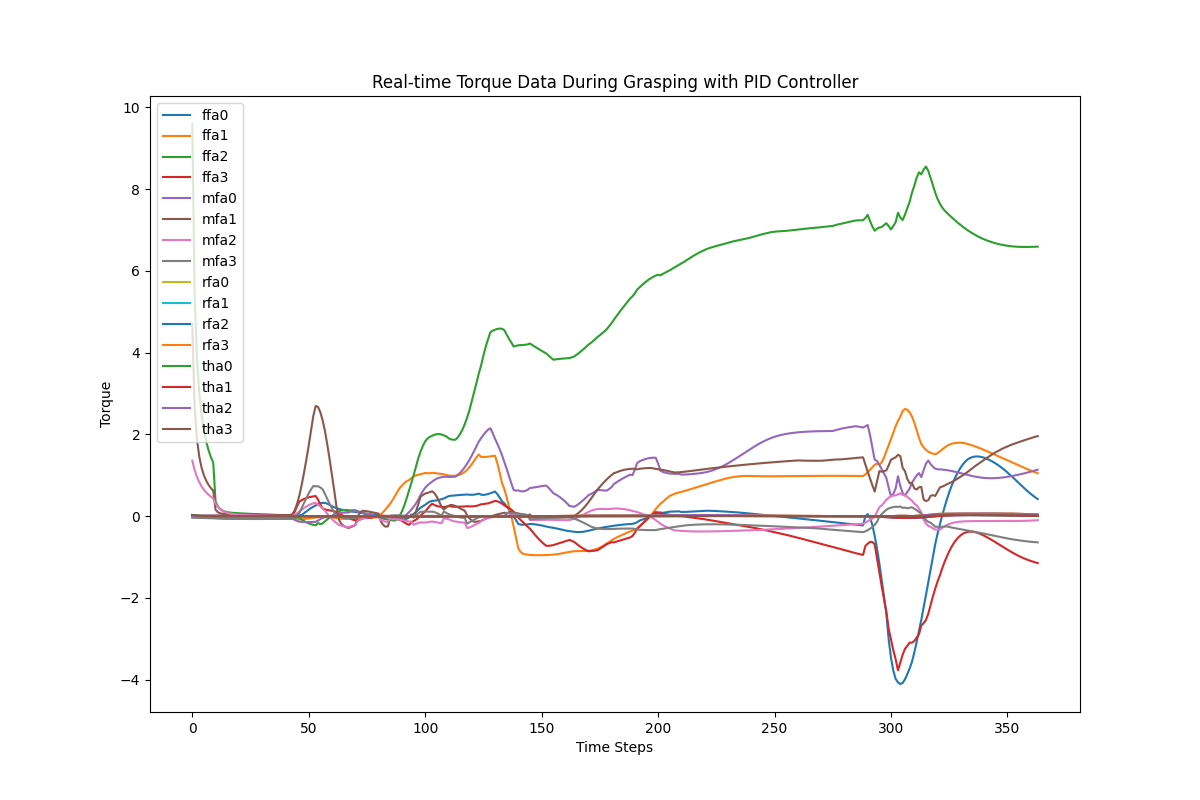 Real-time Torque Data During Grasping with PID Controller
10
8
6
4
2
0
−2
−4
Torque
ffa0
ffa1
ffa2
ffa3
mfa0
mfa1
mfa2
mfa3
rfa0
rfa1
rfa2
rfa3
tha0
tha1
tha2
tha3
0 50 100 150 200 250 300 350
Time Steps